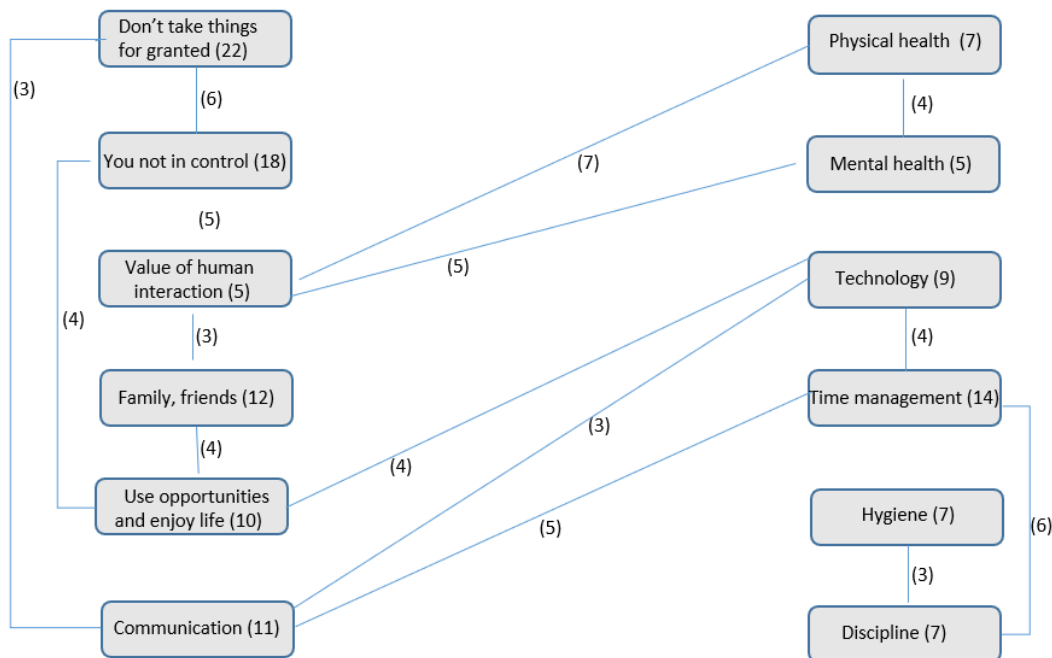 Don't take things
for granted (22)
Physical health (7)
(3)
(6)
(4)
You not in control (18)
(7)
Mental health (5)
(5)
Value of human
interaction (5)
(5)
Technology (9)
(4)
(3)
(4)
Family, friends (12)
Time management (14)
(3)
(4)
(4)
Use opportunities
and enjoy life (10)
(5)
Hygiene (7)
(6)
(3)
Communication (11)
Discipline (7)